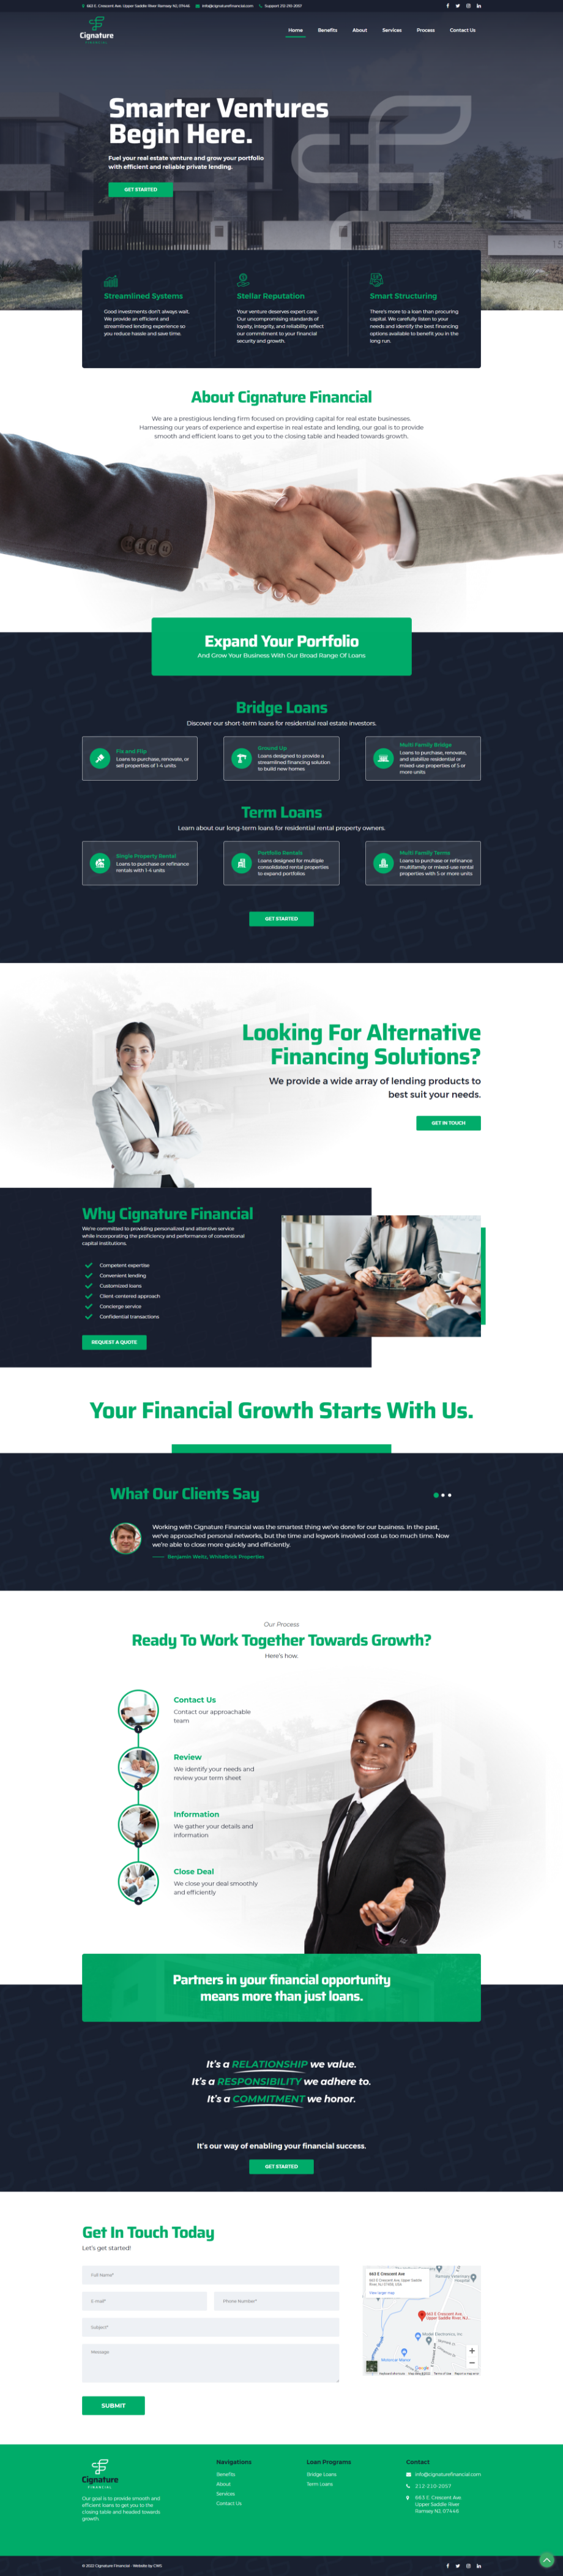 663 E. Crescent Ave. Upper Saddle River Ramsey NJ, 07446
info@cignaturefinancial.com
Support 212-210-2057
Cignature
FINANCIAL
Home
Benefits
About
Services
Process
Contact Us
Smarter Ventures
Begin Here.
Fuel your real estate venture and grow your portfolio
with efficient and reliable private lending.
GET STARTED
Streamlined Systems
Good investments don't always wait.
We provide an efficient and
streamlined lending experience so
you reduce hassle and save time.
Stellar Reputation
Your venture deserves expert care.
Our uncompromising standards of
loyalty, integrity, and reliability reflect
our commitment to your financial
security and growth.
Smart Structuring
There's more to a loan than procuring
capital. We carefully listen to your
needs and identify the best financing
options available to benefit you in the
long run.
About Cignature Financial
We are a prestigious lending firm focused on providing capital for real estate businesses.
Harnessing our years of experience and expertise in real estate and lending, our goal is to provide
smooth and efficient loans to get you to the closing table and headed towards growth.
Expand Your Portfolio
And Grow Your Business With Our Broad Range Of Loans
Bridge Loans
Discover our short-term loans for residential real estate investors.
Fix and Flip
Loans to purchase, renovate, or
sell properties of 1-4 units
Ground Up
Loans designed to provide a
streamlined financing solution
to build new homes
Multi Family Bridge
Loans to purchase, renovate,
and stabilize residential or
mixed-use properties of 5 or
more units
Term Loans
Learn about our long-term loans for residential rental property owners.
Single Property Rental
Loans to purchase or refinance
rentals with 1-4 units
Portfolio Rentals
Loans designed for multiple
consolidated rental properties
to expand portfolios
Multi Family Terms
Loans to purchase or refinance
multifamily or mixed-use rental
properties with 5 or more units
GET STARTED
Looking For Alternative
Financing Solutions?
We provide a wide array of lending products to
best suit your needs.
GET IN TOUCH
Why Cignature Financial
We're committed to providing personalized and attentive service
while incorporating the proficiency and performance of conventional
capital institutions.
Competent expertise
Convenient lending
Customized loans
Client-centered approach
Concierge service
Confidential transactions
REQUEST A QUOTE
Your Financial Growth Starts With Us.
What Our Clients Say
Working with Cignature Financial was the smartest thing we've done for our business. In the past,
we've approached personal networks, but the time and legwork involved cost us too much time. Now
we're able to close more quickly and efficiently.
Benjamin Weitz, WhiteBrick Properties
Our Process
Ready To Work Together Towards Growth?
Here's how.
1
Contact Us
Contact our approachable
team
2
Review
We identify your needs and
review your term sheet
3
Information
We gather your details and
information
4
Close Deal
We close your deal smoothly
and efficiently
Partners in your financial opportunity
means more than just loans.
It's a RELATIONSHIP we value.
It's a RESPONSIBILITY we adhere to.
It's a COMMITMENT we honor.
It's our way of enabling your financial success.
GET STARTED
Get In Touch Today
Let's get started!
Full Name*
E-mail*
Phone Number*
Subject*
Message
SUBMIT
663 E Crescent Ave
View larger map
Google
Cignature
FINANCIAL
Our goal is to provide smooth and
efficient loans to get you to the
closing table and headed towards
growth.
Navigations
Benefits
About
Services
Contact Us
Loan Programs
Bridge Loans
Term Loans
Contact
info@cignaturefinancial.com
212-210-2057
663 E. Crescent Ave
Upper Saddle River
Ramsey NJ, 07446
© 2022 Cignature Financial - Website by CWS